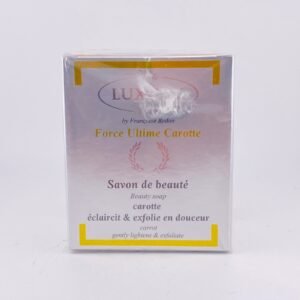 LUX
by Françoise Bedon
Force Ultime Carotte
Savon de beauté
Beauty soap
carotte
éclaircit & exfolie en douceur
carrot
gently lightens & exfoliate